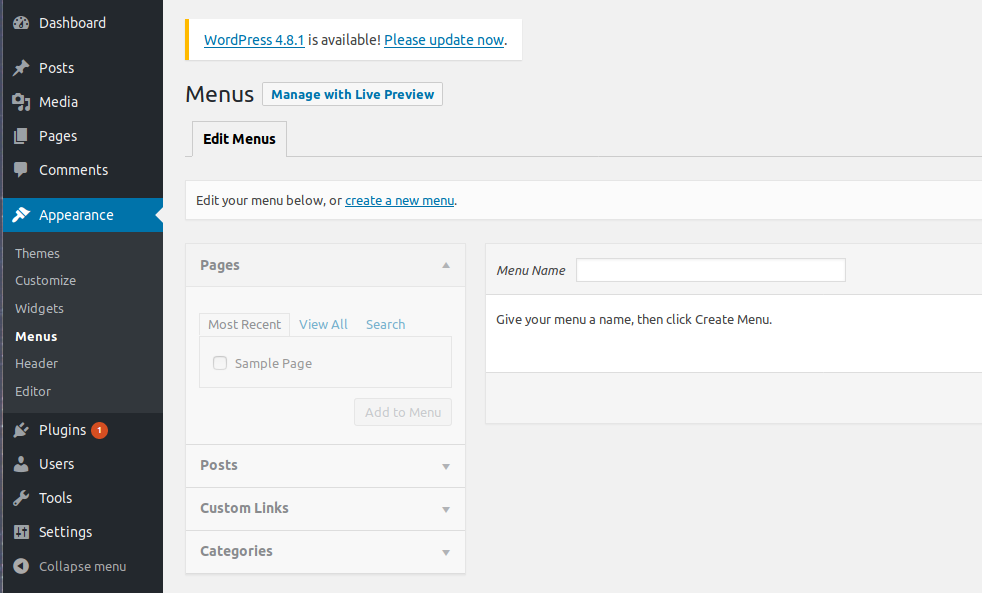 Dashboard
Posts
Media
Pages
Comments
Appearance
Themes
Customize
Widgets
Menus
Header
Editor
Plugins 1
Users
Tools
Settings
Collapse menu
WordPress 4.8.1 is available! Please update now.
Menus Manage with Live Preview
Edit Menus
Edit your menu below, or create a new menu.
Pages
Most Recent View All Search
Sample Page
Add to Menu
Posts
Custom Links
Categories
Menu Name
Give your menu a name, then click Create Menu.